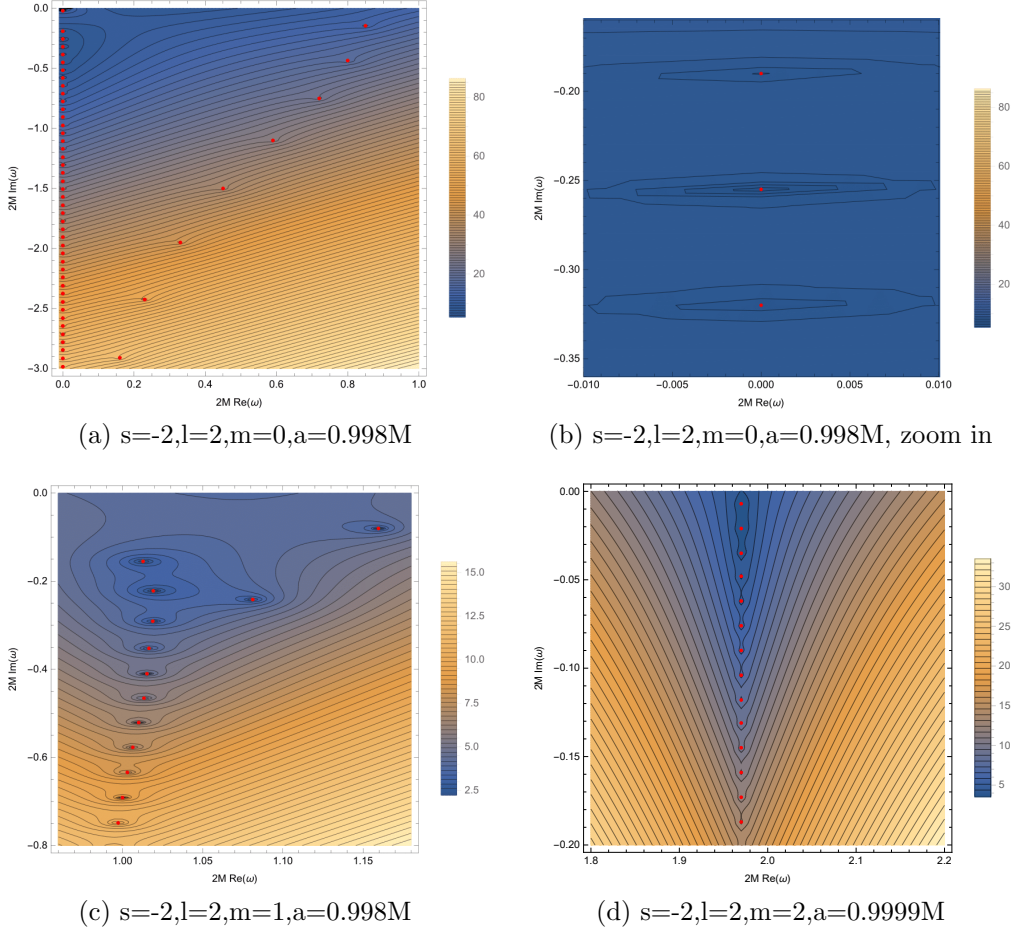 0.0
-0.5
-1.0
-1.5
-2.0
-2.5
-3.0
2M Im(ω)
0.0 0.2 0.4 0.6 0.8 1.0
2M Re(ω)
80
60
40
20
(a) s=-2,l=2,m=0,a=0.998M
-0.20
-0.25
-0.30
-0.35
2M Im(ω)
-0.010 -0.005 0.000 0.005 0.010
2M Re(ω)
80
60
40
20
(b) s=-2,l=2,m=0,a=0.998M, zoom in
0.0
-0.2
-0.4
-0.6
-0.8
2M Im(ω)
1.00 1.05 1.10 1.15
2M Re(ω)
15.0
12.5
10.0
7.5
5.0
2.5
(c) s=-2,l=2,m=1,a=0.998M
0.00
-0.05
-0.10
-0.15
-0.20
2M Im(ω)
1.8 1.9 2.0 2.1 2.2
2M Re(ω)
30
25
20
15
10
5
(d) s=-2,l=2,m=2,a=0.9999M